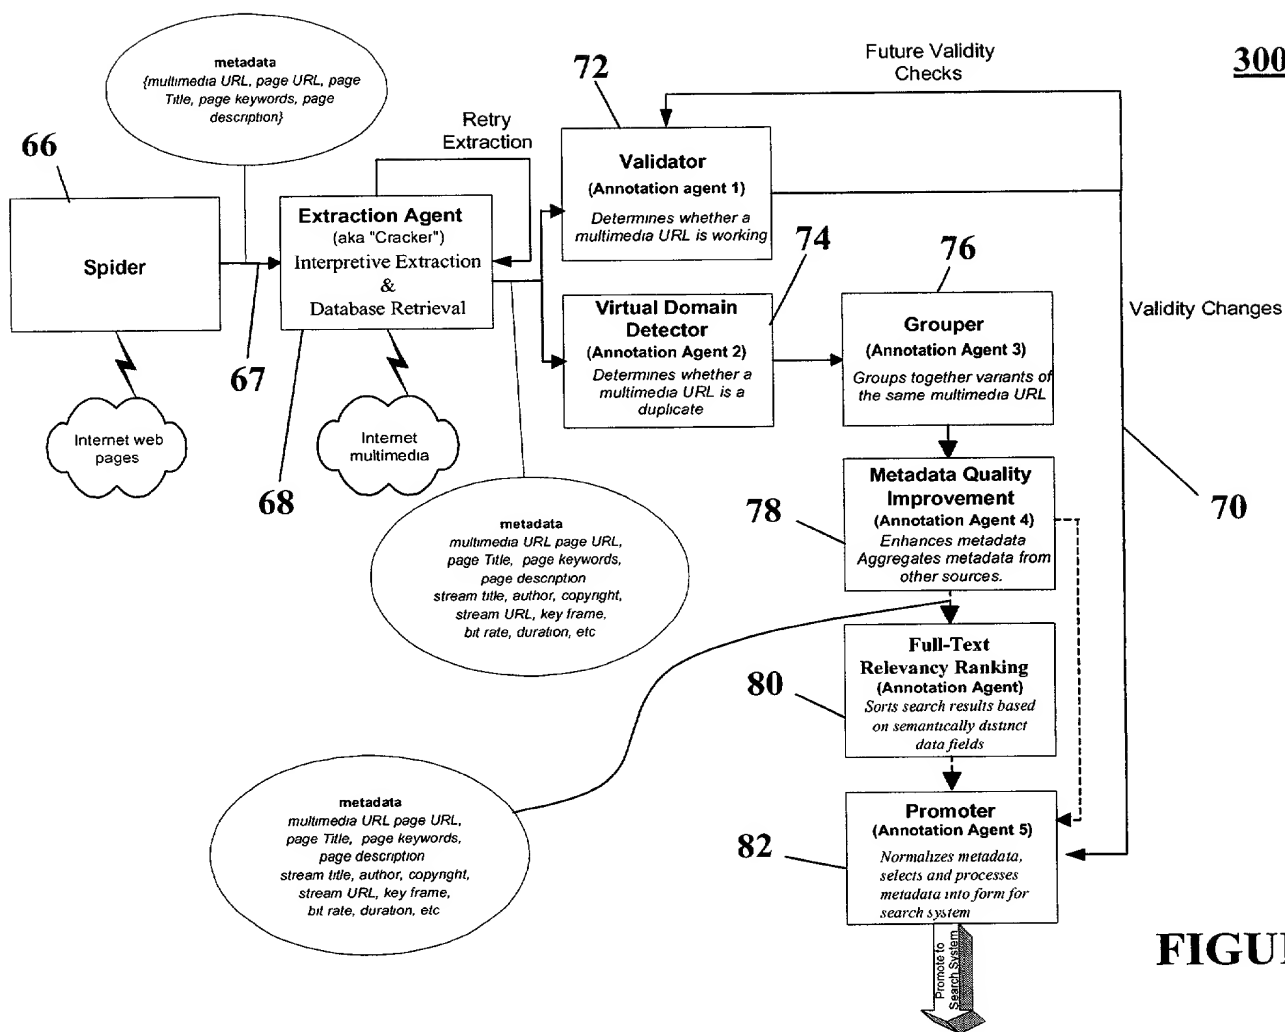 metadata
{multimedia URL, page URL, page
Title, page keywords, page
description}
Future Validity
Checks
300
72
Retry
Extraction
66
Validator
(Annotation agent 1)
Determines whether a
multimedia URL is working
Extraction Agent
(aka "Cracker")
Interpretive Extraction
&
Database Retrieval
Spider
67
74
76
Virtual Domain
Detector
(Annotation Agent 2)
Determines whether a
multimedia URL is a
duplicate
Grouper
(Annotation Agent 3)
Groups together variants of
the same multimedia URL
Validity Changes
Internet web
pages
Internet
multimedia
68
70
78
Metadata Quality
Improvement
(Annotation Agent 4)
Enhances metadata
Aggregates metadata from
other sources.
metadata
multimedia URL page URL,
page Title, page keywords,
page description
stream title, author, copyright,
stream URL, key frame,
bit rate, duration, etc
80
Full-Text
Relevancy Ranking
(Annotation Agent)
Sorts search results based
on semantically distinct
data fields
metadata
multimedia URL page URL,
page Title, page keywords,
page description
stream title, author, copyright,
stream URL, key frame,
bit rate, duration, etc
82
Promoter
(Annotation Agent 5)
Normalizes metadata,
selects and processes
metadata into form for
search system
Promote to
Search System